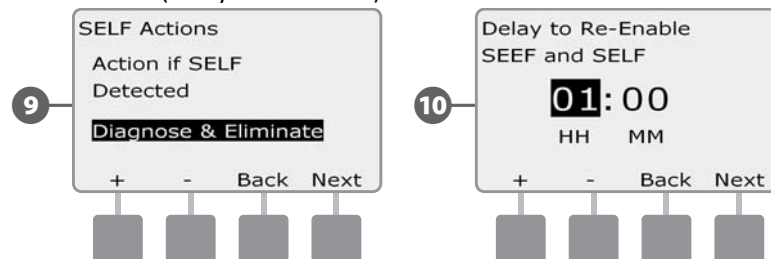 SELF Actions
Action if SELF
Detected
Diagnose & Eliminate
+ - Back Next
9
Delay to Re-Enable
SEEF and SELF
01:00
HH MM
+ - Back Next
10